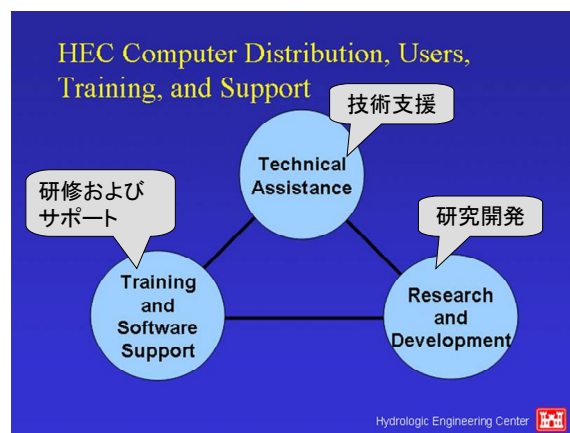 HEC Computer Distribution, Users,
Training, and Support
技術支援
Technical
Assistance
研修および
サポート
研究開発
Training
and
Software
Support
Research
and
Development
Hydrologic Engineering Center